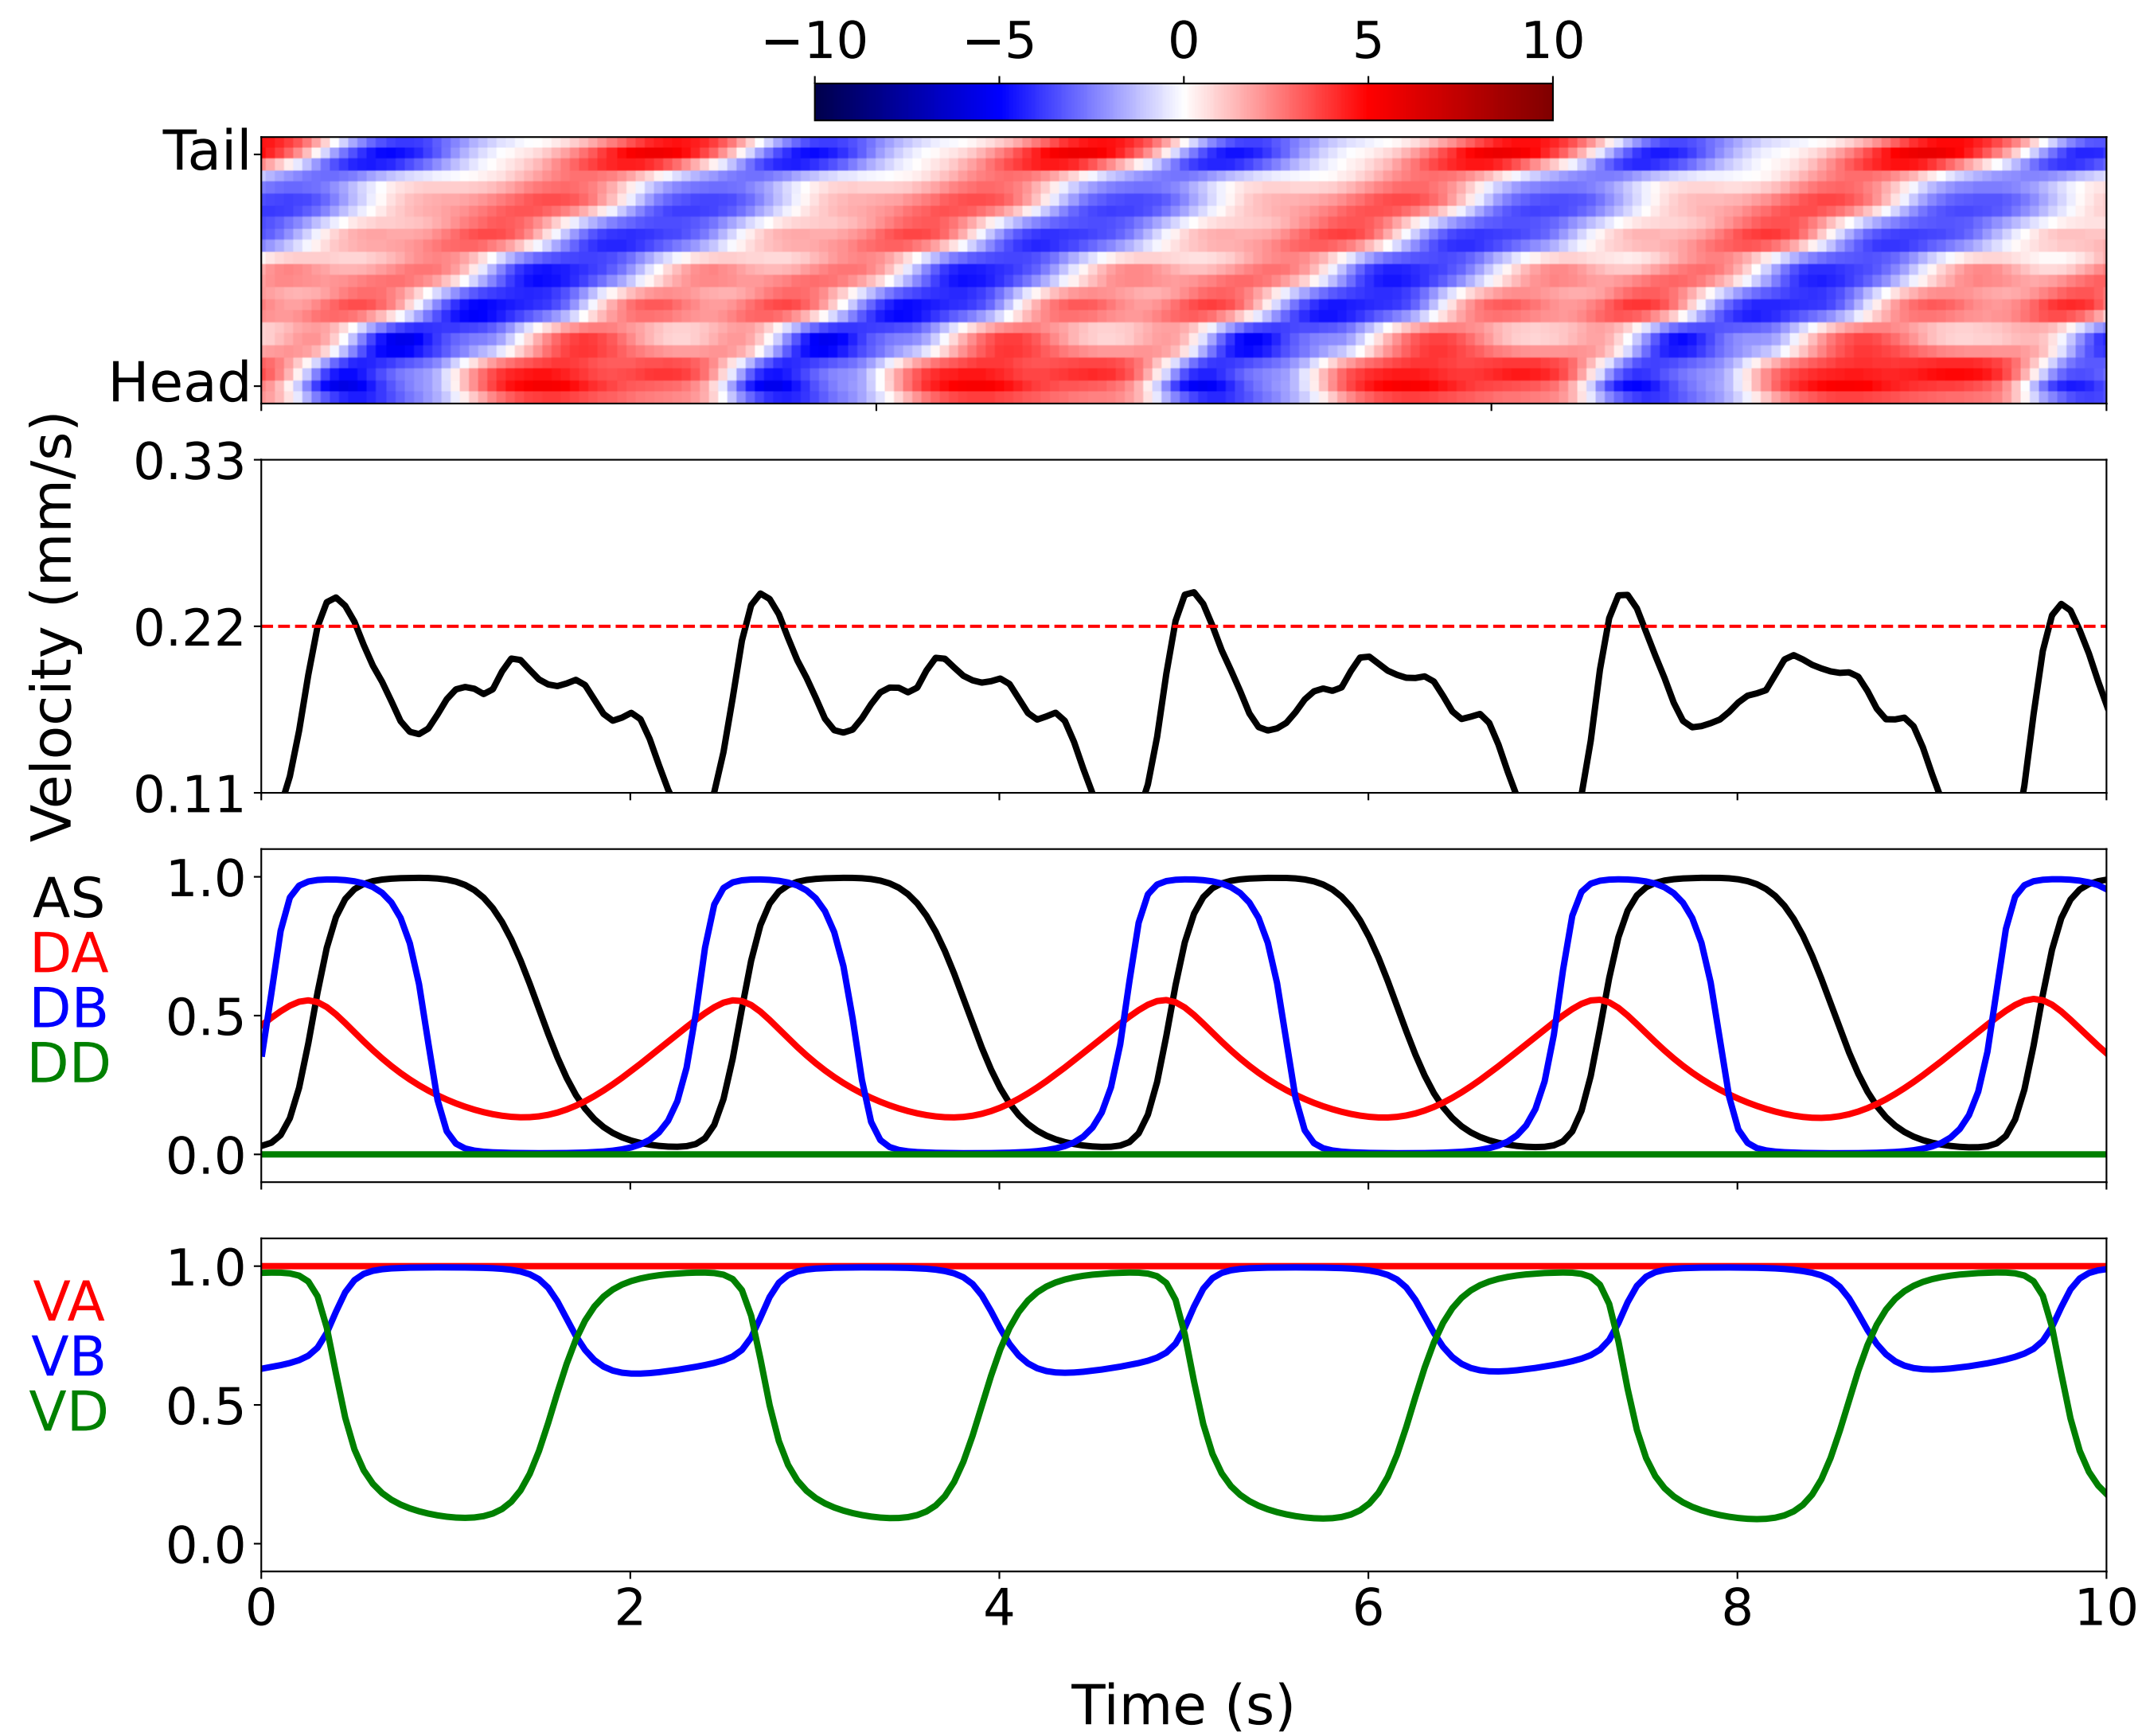 −10 −5 0 5 10
Tail
Head
Velocity (mm/s)
0.33
0.22
0.11
AS
DA
DB
DD
1.0
0.5
0.0
VA
VB
VD
1.0
0.5
0.0
0 2 4 6 8 10
Time (s)